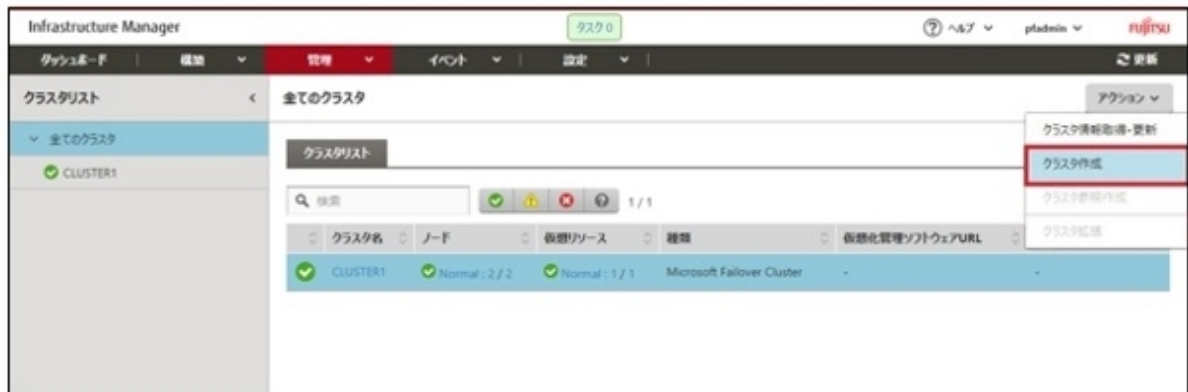 Infrastructure Manager タスク 0 ヘルプ pfadmin FUJITSU
ダッシュボード 構築 管理 イベント 設定 更新
クラスタリスト 全てのクラスタ アクション
全てのクラスタ クラスタ情報取得・更新
CLUSTER1 クラスタリスト クラスタ作成
検索 1 / 1 クラスタ参照作成
クラスタ拡張
クラスタ名 ノード 仮想リソース 種類 仮想化管理ソフトウェアURL
CLUSTER1 Normal : 2 / 2 Normal : 1 / 1 Microsoft Failover Cluster - -